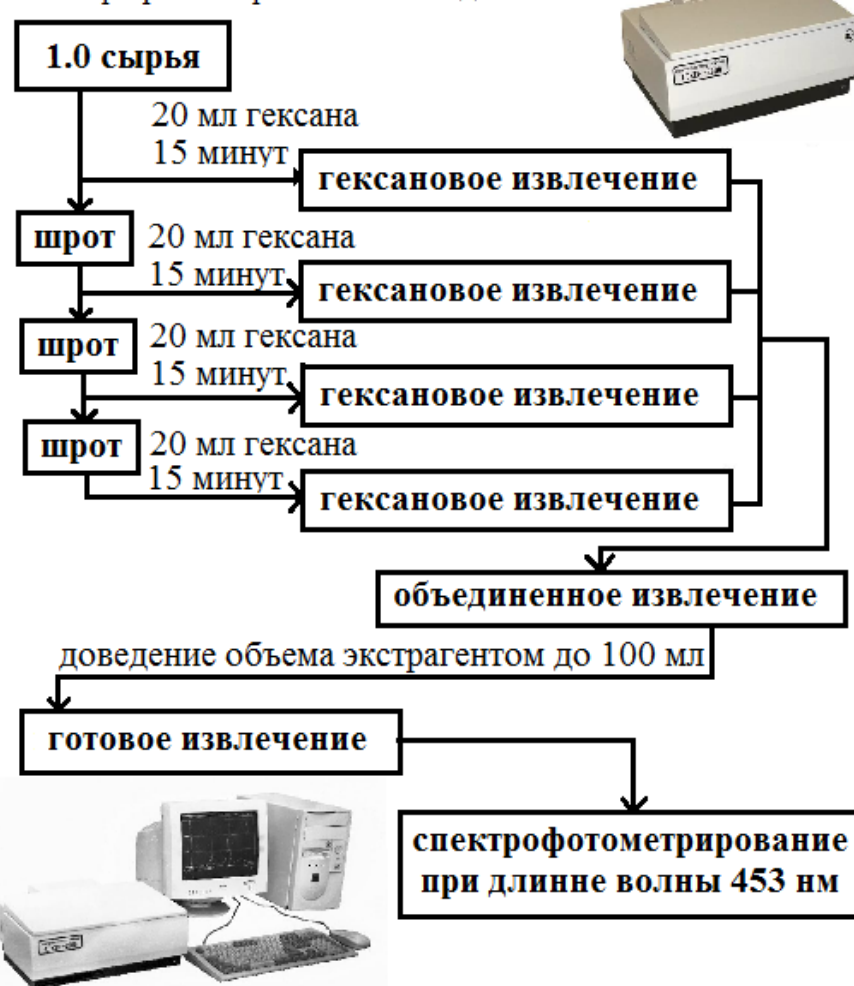 1.0 сырья
20 мл гексана
15 минут
гексановое извлечение
шрот
20 мл гексана
15 минут
гексановое извлечение
шрот
20 мл гексана
15 минут
гексановое извлечение
шрот
20 мл гексана
15 минут
гексановое извлечение
объединенное извлечение
доведение объема экстрагентом до 100 мл
готовое извлечение
спектрофотометрирование
при длинне волны 453 нм